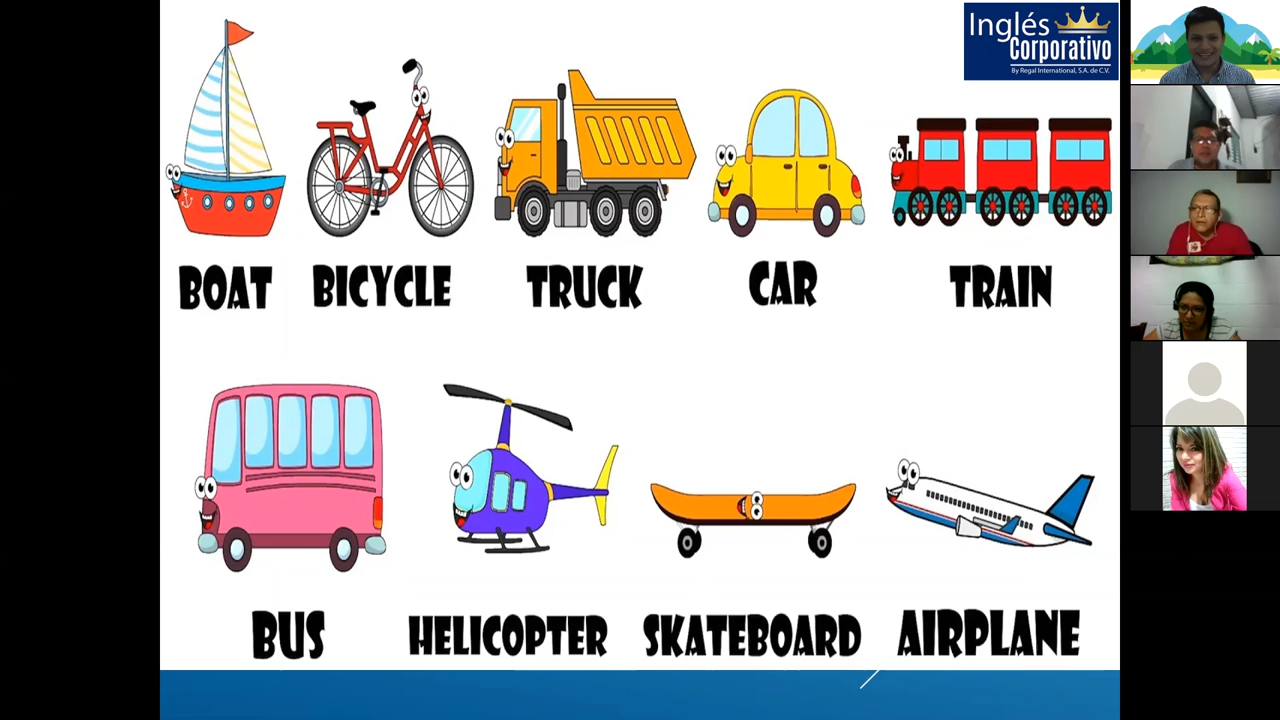 Inglés
Corporativo
By Regal International, S.A. de C.V.
BOAT BICYCLE TRUCK CAR TRAIN
BUS HELICOPTER SKATEBOARD AIRPLANE